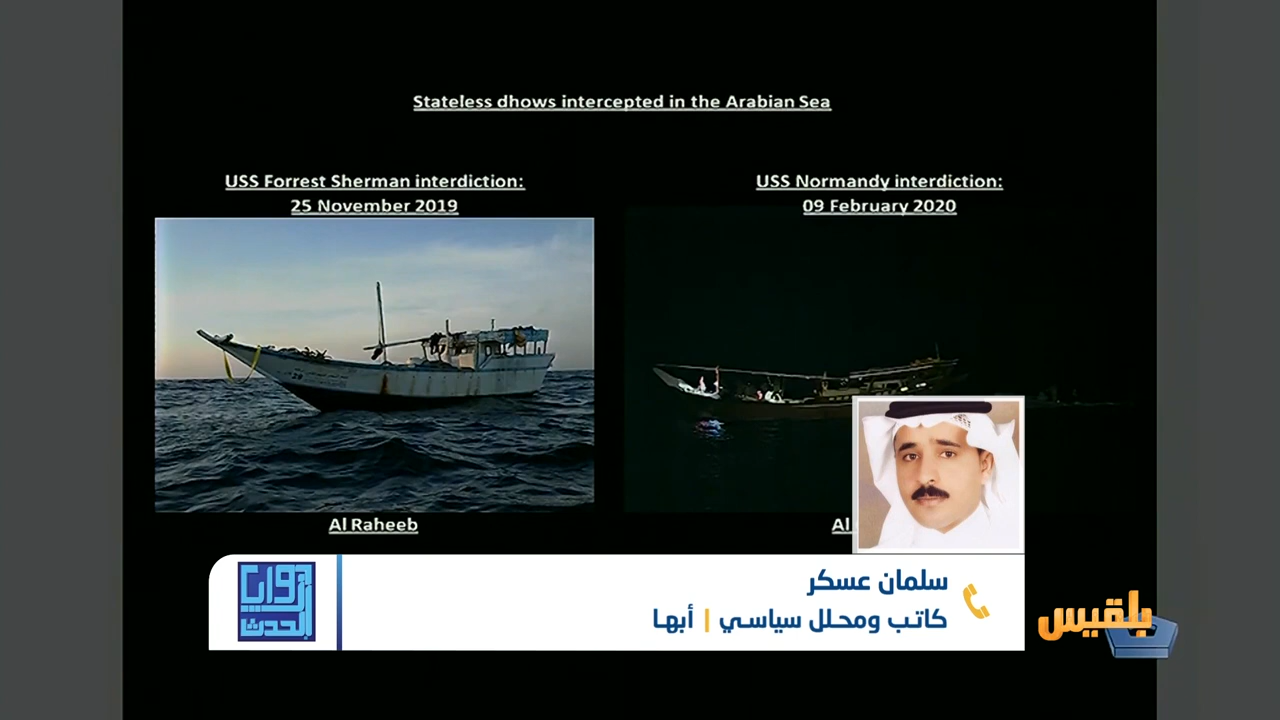 Stateless dhows intercepted in the Arabian Sea
USS Forrest Sherman interdiction:
25 November 2019
USS Normandy interdiction:
09 February 2020
Al Raheeb
Al
سلمان عسكر
كاتب ومحلل سياسي | أبها
زوايا الحدث
بلقيس